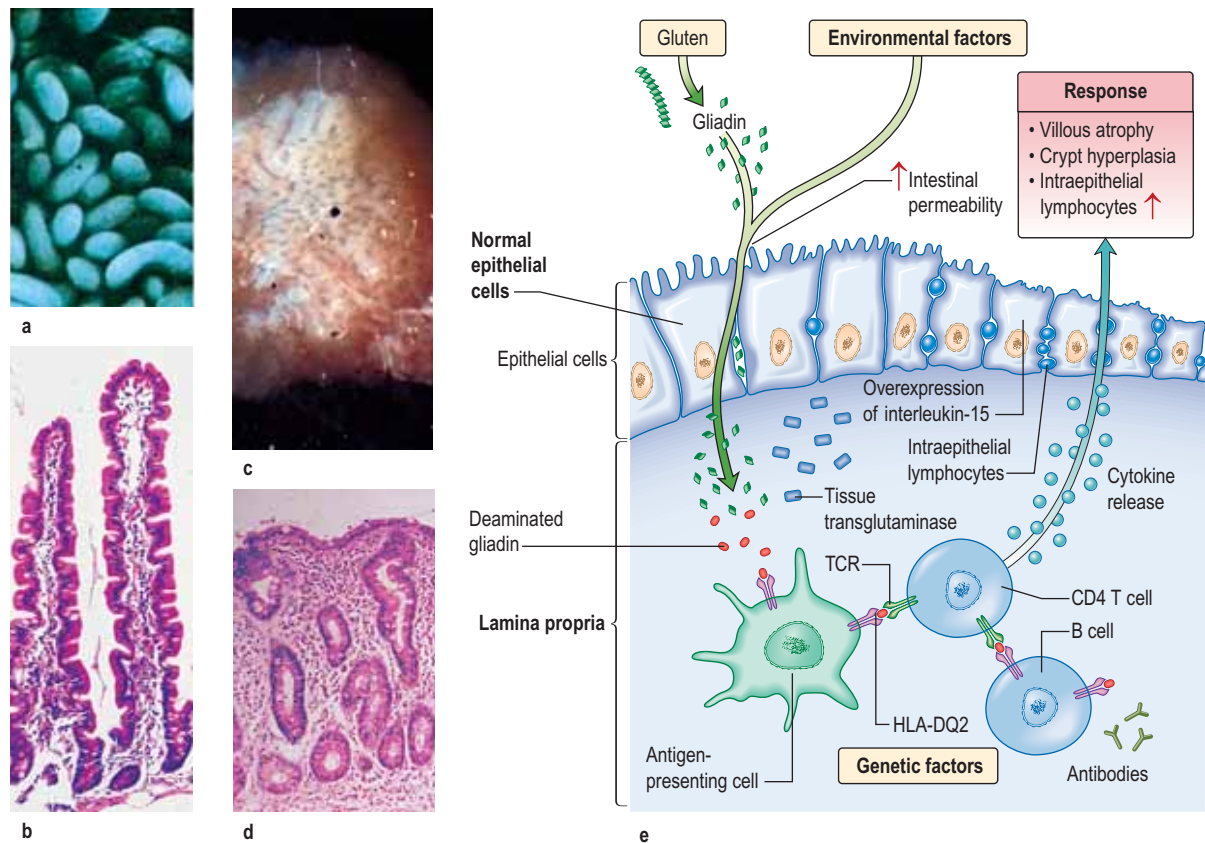 a
b
c
d
Gluten
Environmental factors
Gliadin
Response
• Villous atrophy
• Crypt hyperplasia
• Intraepithelial
lymphocytes ↑
↑ Intestinal
permeability
Normal
epithelial
cells
Epithelial cells
Overexpression
of interleukin-15
Intraepithelial
lymphocytes
Cytokine
release
Tissue
transglutaminase
Deaminated
gliadin
TCR
CD4 T cell
Lamina propria
B cell
HLA-DQ2
Antigen-
presenting cell
Genetic factors
Antibodies
e